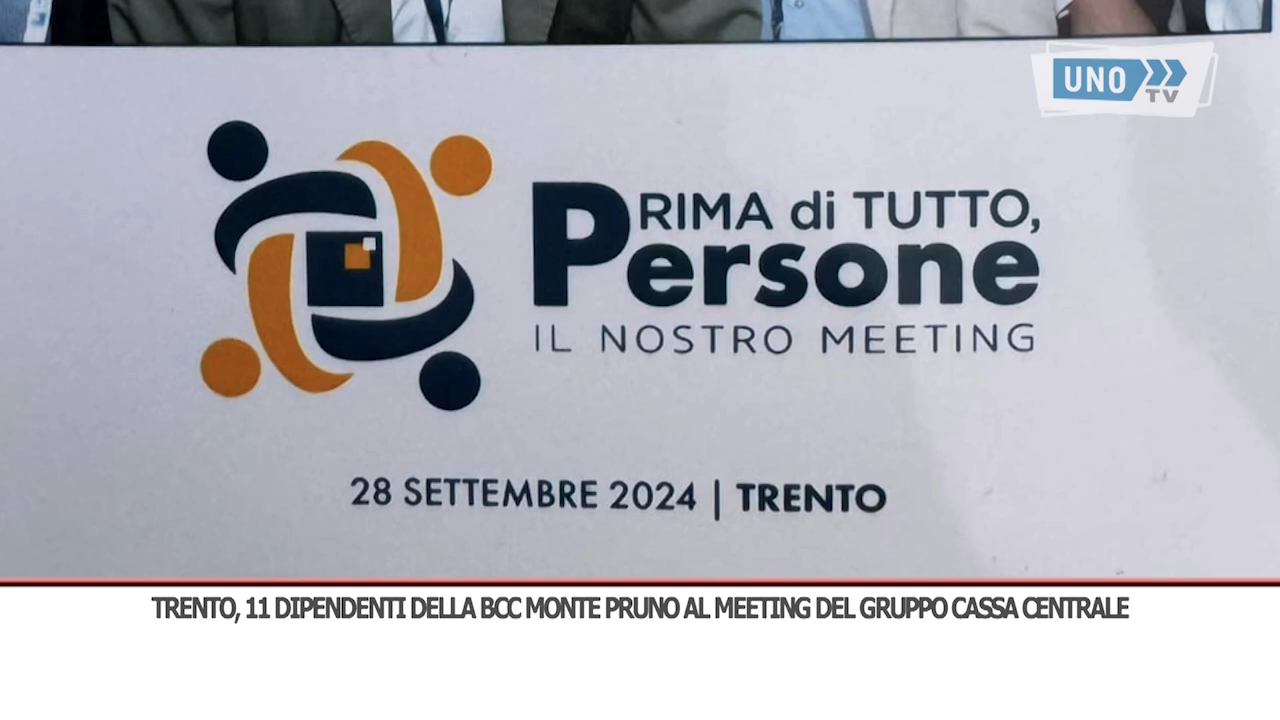 UNO
TV
PRIMA di TUTTO,
Persone
IL NOSTRO MEETING
28 SETTEMBRE 2024 | TRENTO
TRENTO, 11 DIPENDENTI DELLA BCC MONTE PRUNO AL MEETING DEL GRUPPO CASSA CENTRALE